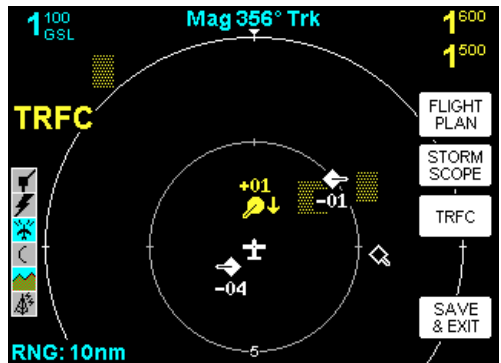 1100
GSL
Mag 356° Trk
1600
1500
TRFC
FLIGHT
PLAN
STORM
SCOPE
+01
-01
TRFC
-04
SAVE
& EXIT
RNG: 10nm
5